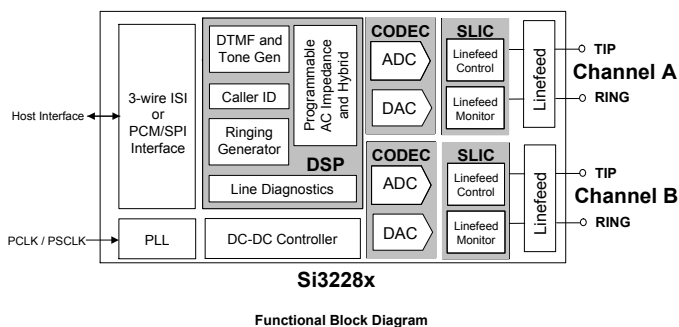 Host Interface
3-wire ISI
or
PCM/SPI
Interface
PCLK / PSCLK
PLL
DTMF and
Tone Gen
Caller ID
Ringing
Generator
Programmable
AC Impedance
and Hybrid
DSP
Line Diagnostics
DC-DC Controller
CODEC
ADC
DAC
SLIC
Linefeed
Control
Linefeed
Monitor
Linefeed
TIP
Channel A
RING
CODEC
ADC
DAC
SLIC
Linefeed
Control
Linefeed
Monitor
Linefeed
TIP
Channel B
RING
Si3228x
Functional Block Diagram